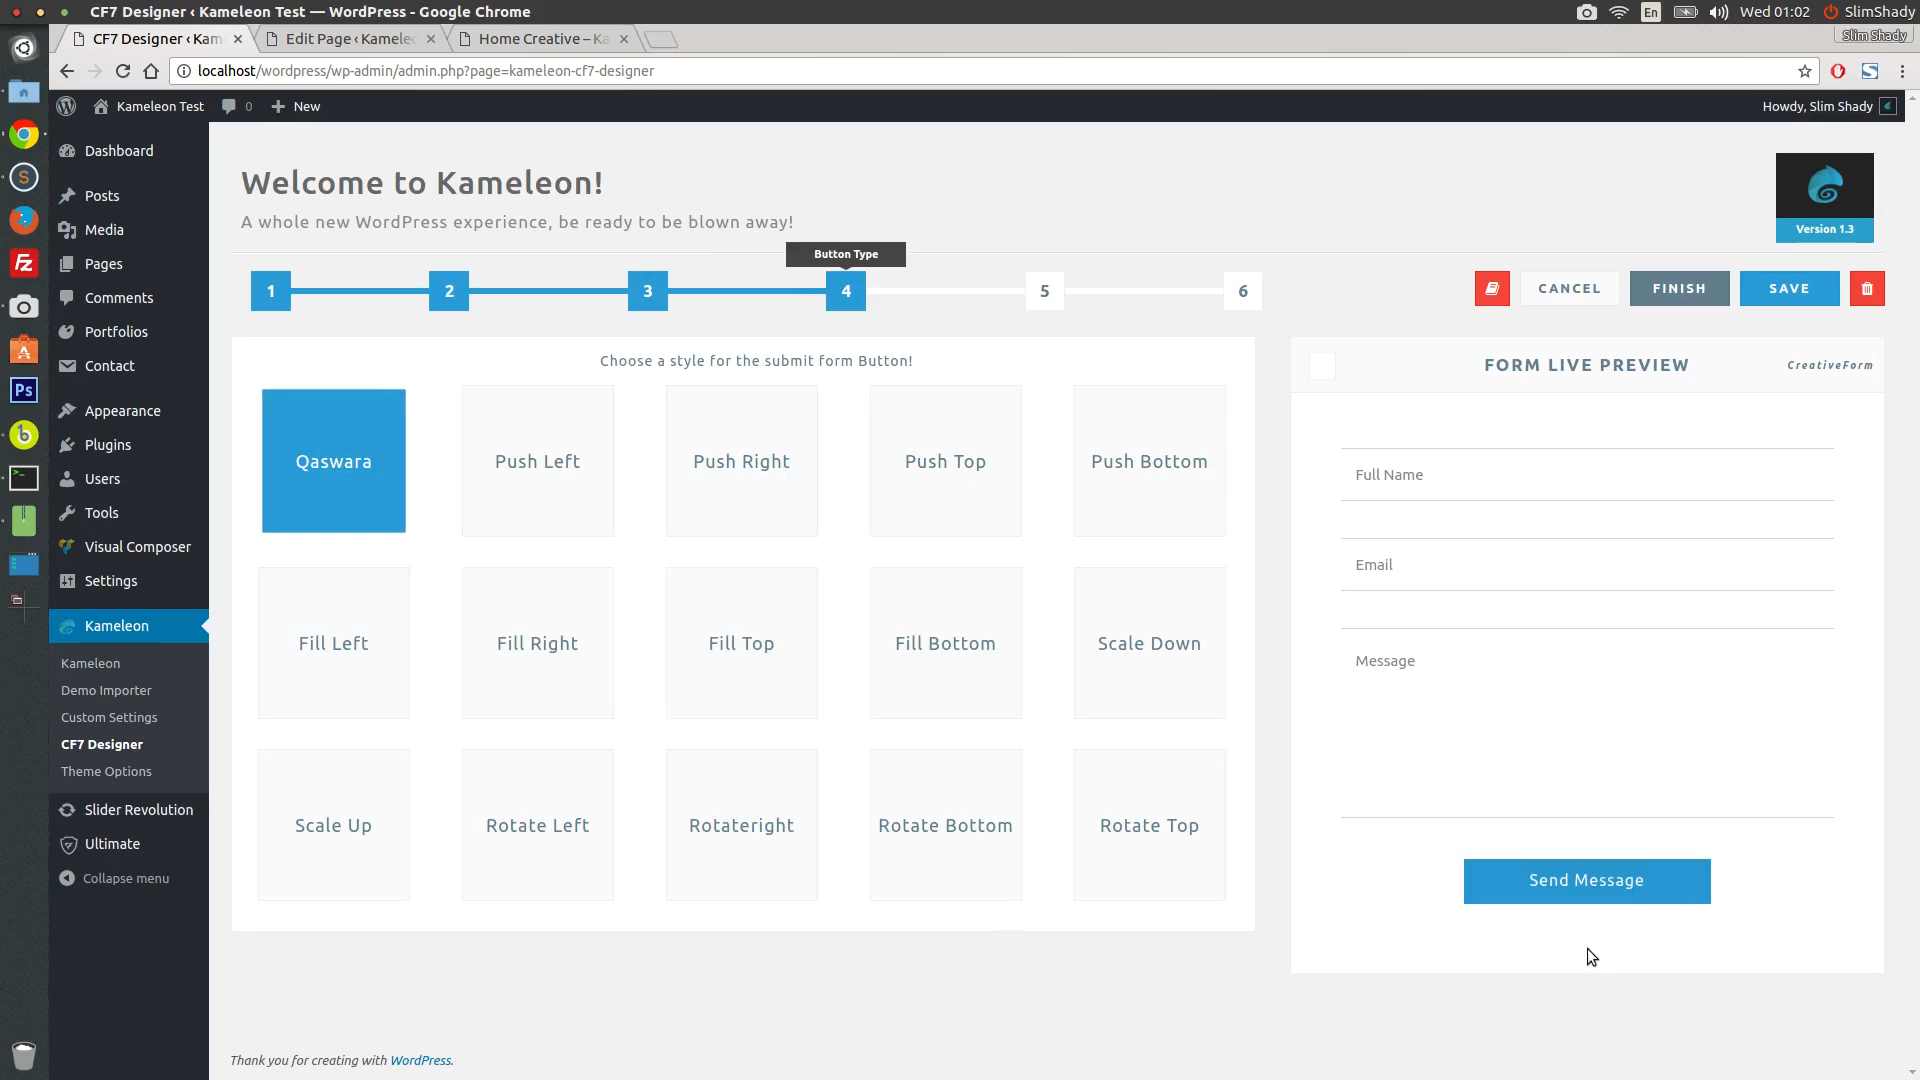 CF7 Designer ‹ Kameleon Test — WordPress - Google Chrome
En
Wed 01:02
SlimShady
CF7 Designer ‹ Kam
Edit Page ‹ Kamele
Home Creative – Ka
Slim Shady
localhost/wordpress/wp-admin/admin.php?page=kameleon-cf7-designer
Kameleon Test
0
New
Howdy, Slim Shady
Dashboard
Posts
Media
Pages
Comments
Portfolios
Contact
Appearance
Plugins
Users
Tools
Visual Composer
Settings
Kameleon
Kameleon
Demo Importer
Custom Settings
CF7 Designer
Theme Options
Slider Revolution
Ultimate
Collapse menu
Welcome to Kameleon!
A whole new WordPress experience, be ready to be blown away!
Version 1.3
Button Type
1
2
3
4
5
6
CANCEL
FINISH
SAVE
Choose a style for the submit form Button!
Qaswara
Push Left
Push Right
Push Top
Push Bottom
Fill Left
Fill Right
Fill Top
Fill Bottom
Scale Down
Scale Up
Rotate Left
Rotateright
Rotate Bottom
Rotate Top
FORM LIVE PREVIEW
CreativeForm
Full Name
Email
Message
Send Message
Thank you for creating with WordPress.
Fz
Ps
S